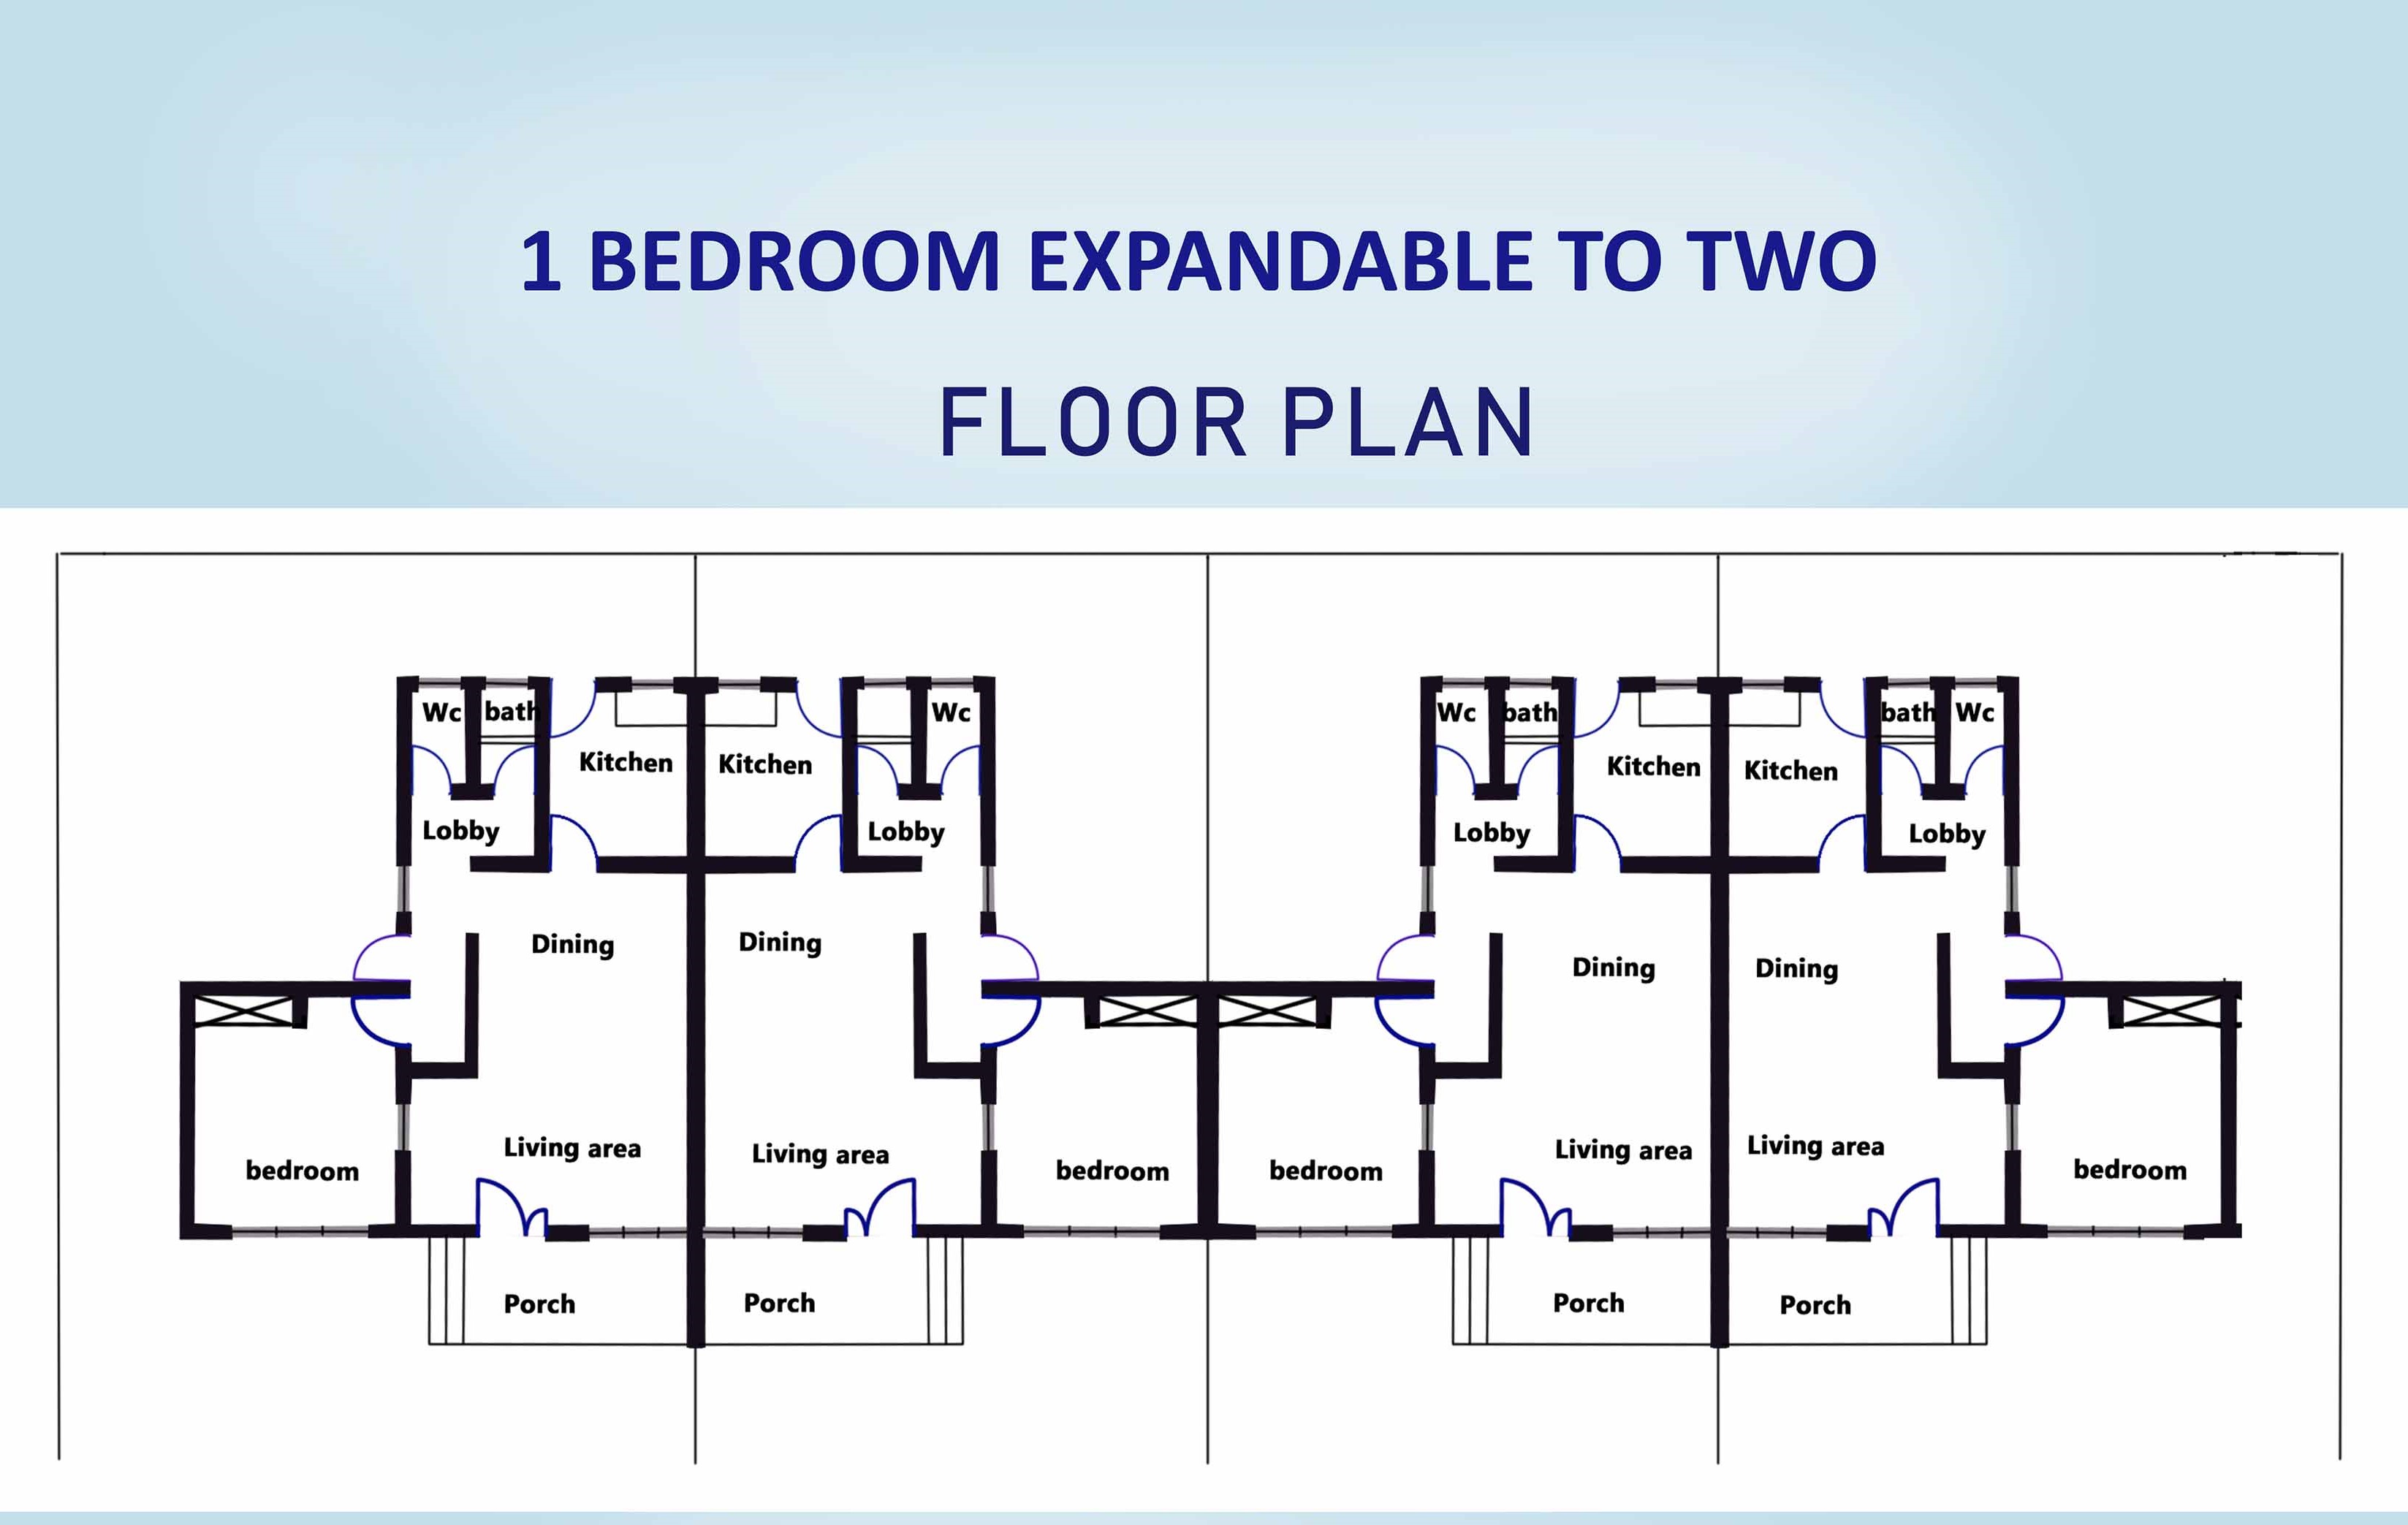 1 BEDROOM EXPANDABLE TO TWO
FLOOR PLAN
Wc bath Wc Wc bath bath Wc
Kitchen Kitchen Kitchen Kitchen
Lobby Lobby Lobby Lobby
Dining Dining Dining Dining
Living area Living area Living area Living area
bedroom bedroom bedroom bedroom
Porch Porch Porch Porch